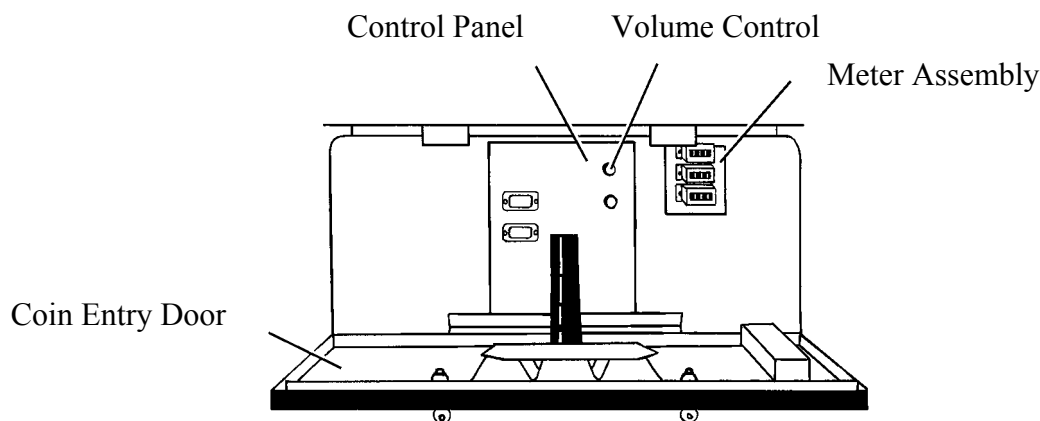 Control Panel
Volume Control
Meter Assembly
Coin Entry Door